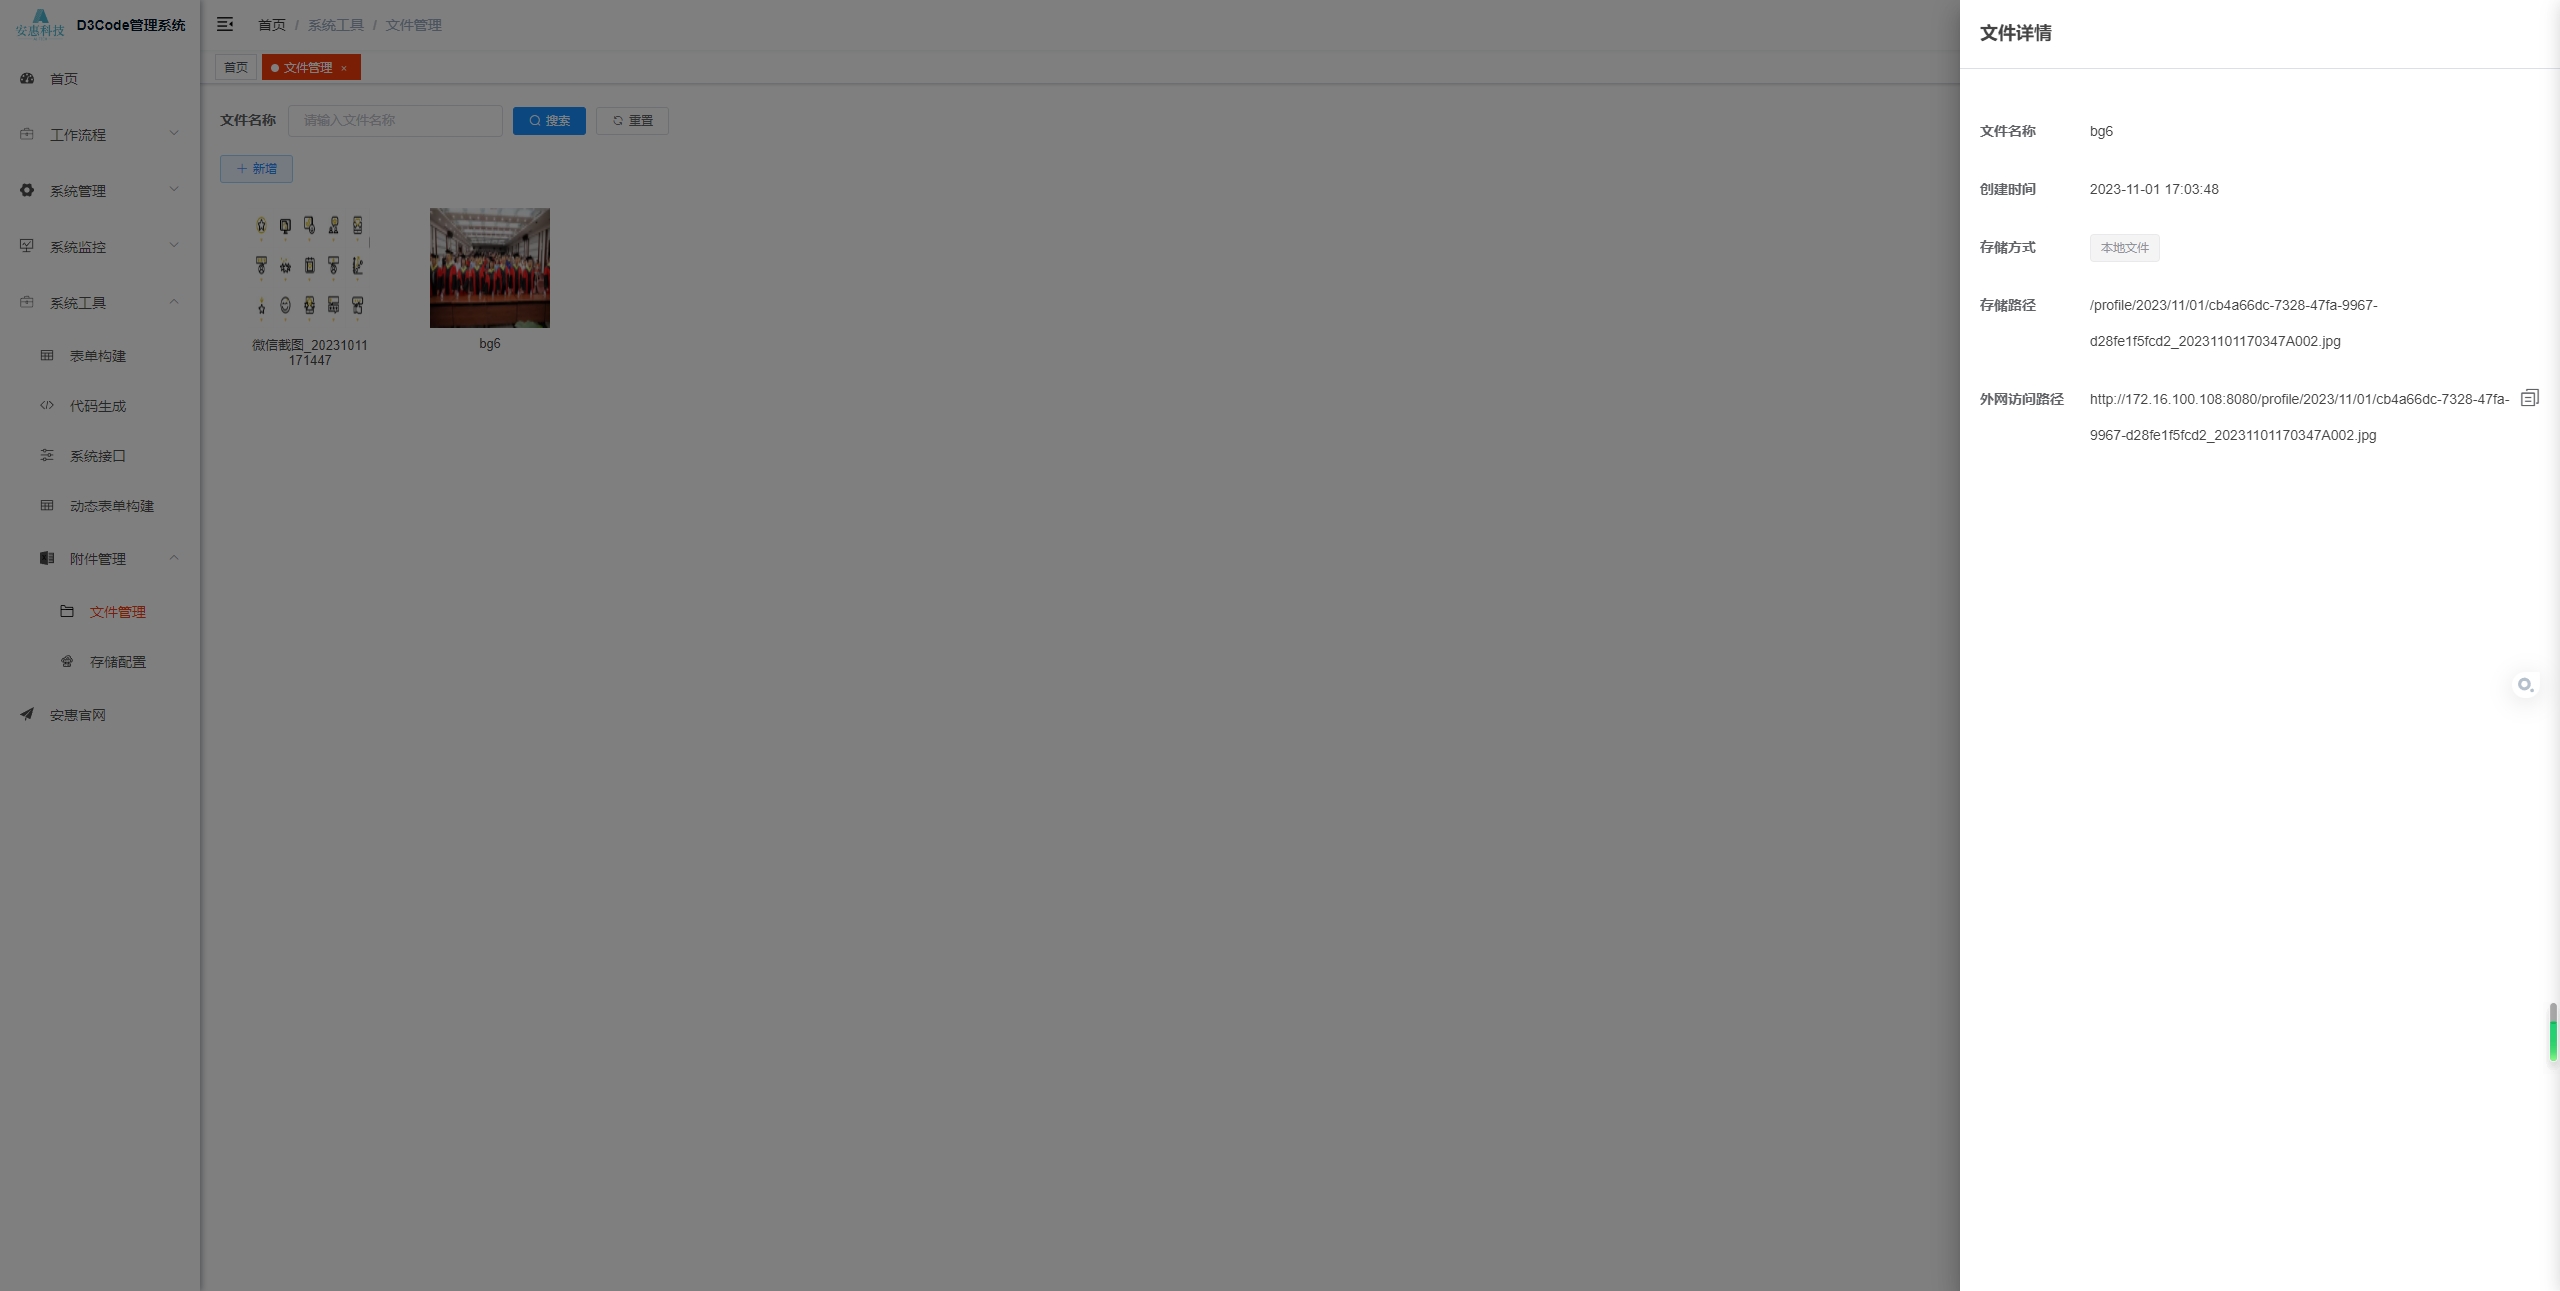 安惠科技
D3Code管理系统
首页 / 系统工具 / 文件管理
首页
文件管理 ×
首页
工作流程
系统管理
系统监控
系统工具
表单构建
代码生成
系统接口
动态表单构建
附件管理
文件管理
存储配置
安惠官网
文件名称 请输入文件名称 搜索 重置
+ 新增
微信截图_20231011
171447
bg6
文件详情
文件名称 bg6
创建时间 2023-11-01 17:03:48
存储方式 本地文件
存储路径 /profile/2023/11/01/cb4a66dc-7328-47fa-9967-
d28fe1f5fcd2_20231101170347A002.jpg
外网访问路径 http://172.16.100.108:8080/profile/2023/11/01/cb4a66dc-7328-47fa-
9967-d28fe1f5fcd2_20231101170347A002.jpg